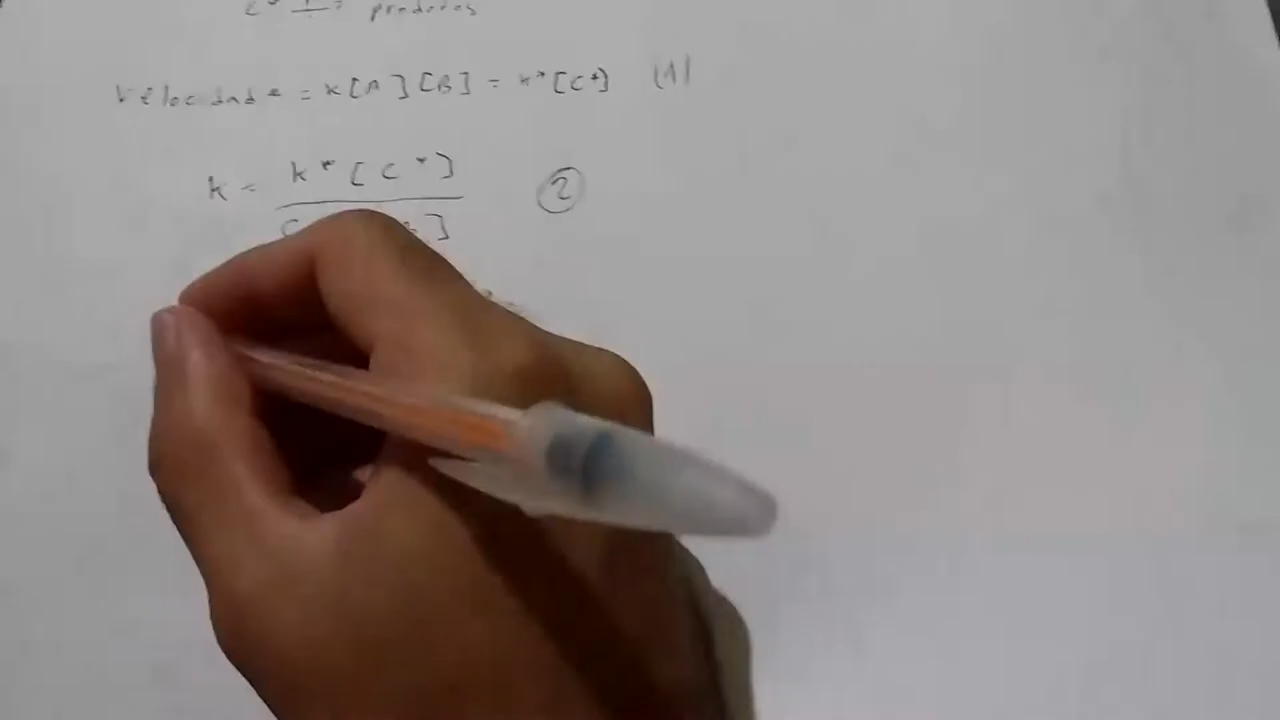 produtos
Velocidade = k[A][B] = k*[C*] (1)
k = k*[C*] ②
B]